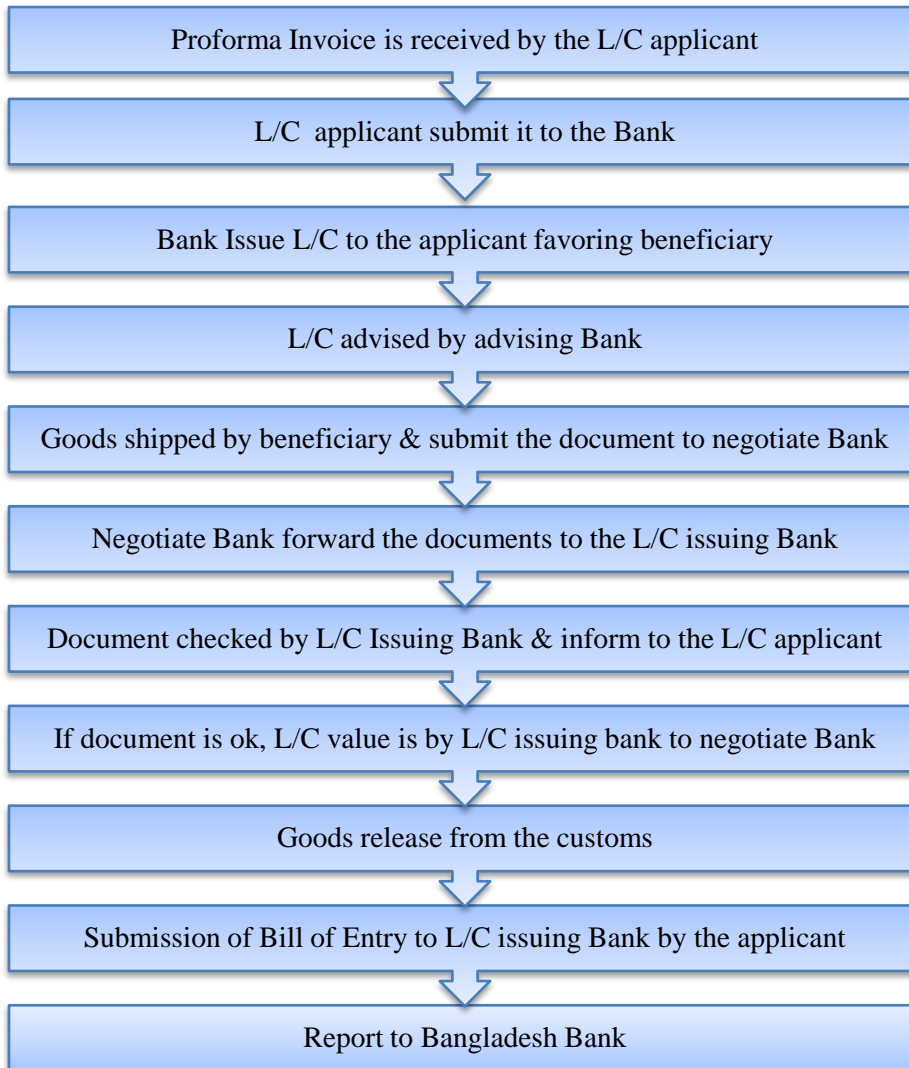 Proforma Invoice is received by the L/C applicant
L/C applicant submit it to the Bank
Bank Issue L/C to the applicant favoring beneficiary
L/C advised by advising Bank
Goods shipped by beneficiary & submit the document to negotiate Bank
Negotiate Bank forward the documents to the L/C issuing Bank
Document checked by L/C Issuing Bank & inform to the L/C applicant
If document is ok, L/C value is by L/C issuing bank to negotiate Bank
Goods release from the customs
Submission of Bill of Entry to L/C issuing Bank by the applicant
Report to Bangladesh Bank